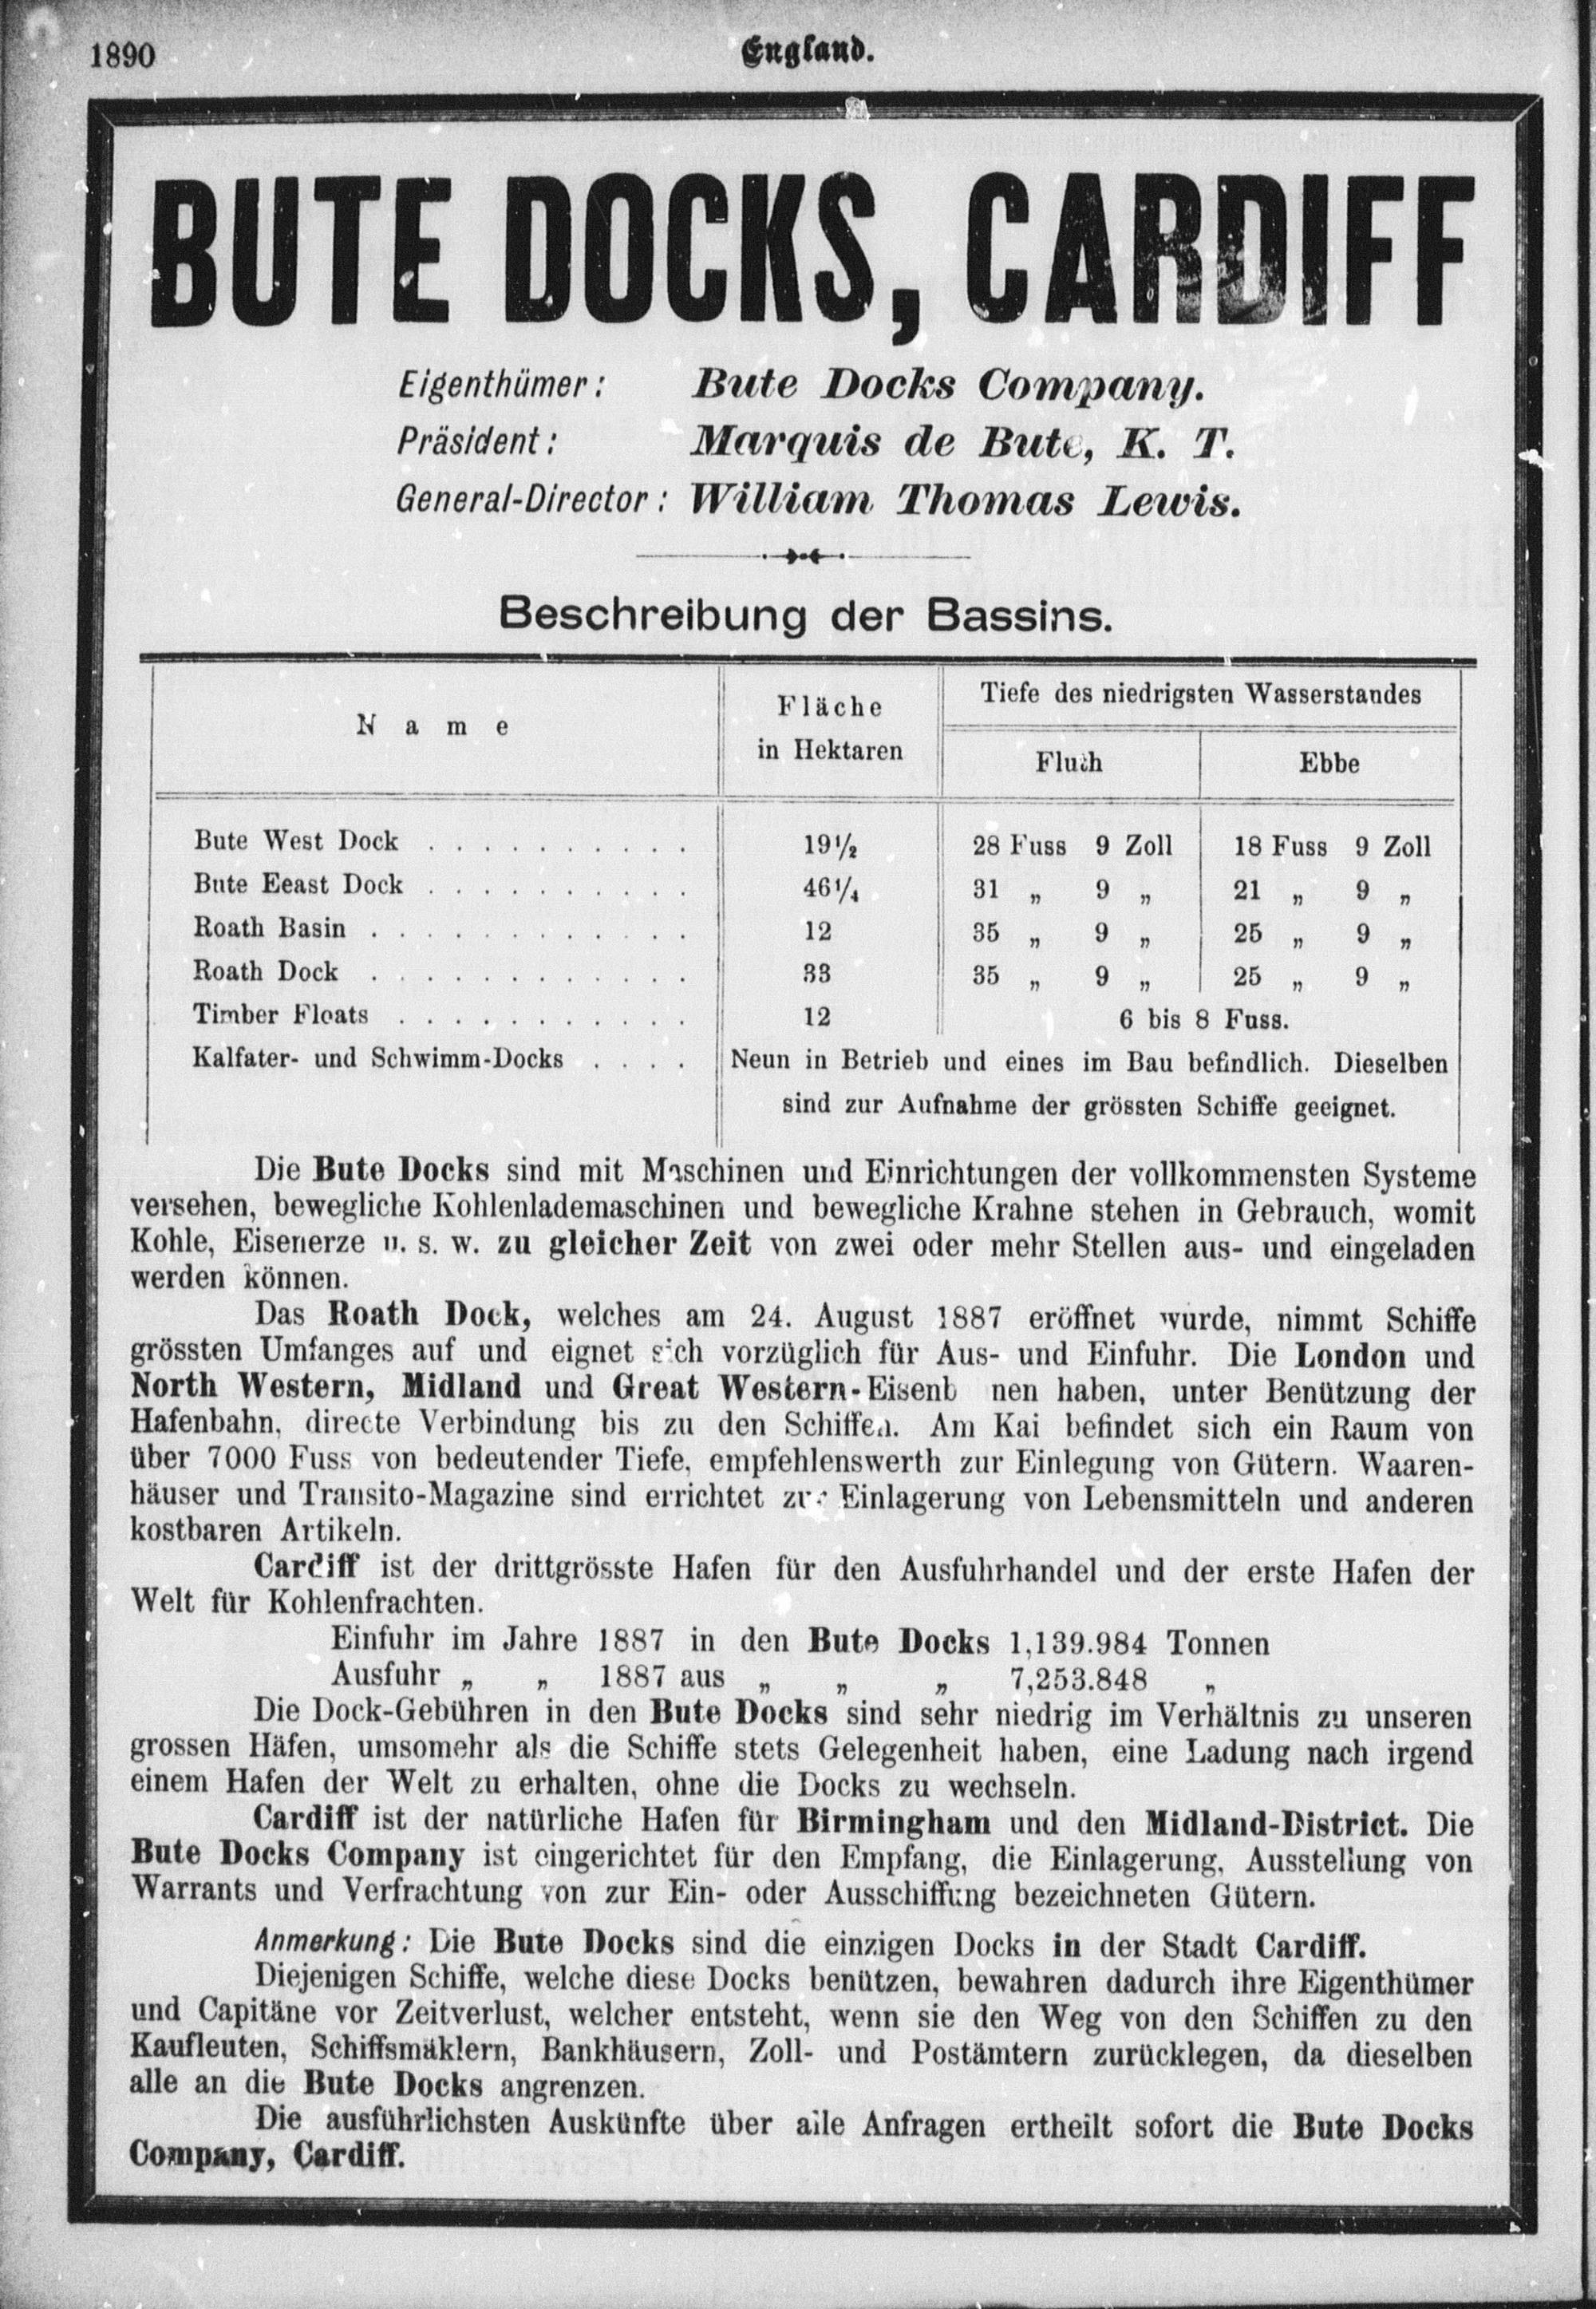 1890
England.
BUTE DOCKS, CARDIFF
Eigenthümer: Bute Docks Company.
Präsident: Marquis de Bute, K. T.
General-Director: William Thomas Lewis.
Beschreibung der Bassins.
Name
Fläche
in Hektaren
Tiefe des niedrigsten Wasserstandes
Fluth
Ebbe
Bute West Dock . . . . . . . . . . . 19 1/2 28 Fuss 9 Zoll 18 Fuss 9 Zoll
Bute Eeast Dock . . . . . . . . . . . 46 1/4 31 „ 9 „ 21 „ 9 „
Roath Basin . . . . . . . . . . . . . 12 35 „ 9 „ 25 „ 9 „
Roath Dock . . . . . . . . . . . . . 33 35 „ 9 „ 25 „ 9 „
Timber Floats . . . . . . . . . . . . 12 6 bis 8 Fuss.
Kalfater- und Schwimm-Docks . . . . Neun in Betrieb und eines im Bau befindlich. Dieselben
sind zur Aufnahme der grössten Schiffe geeignet.
Die Bute Docks sind mit Maschinen und Einrichtungen der vollkommensten Systeme
versehen, bewegliche Kohlenlademaschinen und bewegliche Krahne stehen in Gebrauch, womit
Kohle, Eisenerze u. s. w. zu gleicher Zeit von zwei oder mehr Stellen aus- und eingeladen
werden können.
Das Roath Dock, welches am 24. August 1887 eröffnet wurde, nimmt Schiffe
grössten Umfanges auf und eignet sich vorzüglich für Aus- und Einfuhr. Die London und
North Western, Midland und Great Western-Eisenb nen haben, unter Benützung der
Hafenbahn, directe Verbindung bis zu den Schiffen. Am Kai befindet sich ein Raum von
über 7000 Fuss von bedeutender Tiefe, empfehlenswerth zur Einlegung von Gütern. Waaren-
häuser und Transito-Magazine sind errichtet zur Einlagerung von Lebensmitteln und anderen
kostbaren Artikeln.
Cardiff ist der drittgrösste Hafen für den Ausfuhrhandel und der erste Hafen der
Welt für Kohlenfrachten.
Einfuhr im Jahre 1887 in den Bute Docks 1,139.984 Tonnen
Ausfuhr „ „ 1887 aus „ „ „ 7,253.848 „
Die Dock-Gebühren in den Bute Docks sind sehr niedrig im Verhältnis zu unseren
grossen Häfen, umsomehr als die Schiffe stets Gelegenheit haben, eine Ladung nach irgend
einem Hafen der Welt zu erhalten, ohne die Docks zu wechseln.
Cardiff ist der natürliche Hafen für Birmingham und den Midland-District. Die
Bute Docks Company ist eingerichtet für den Empfang, die Einlagerung, Ausstellung von
Warrants und Verfrachtung von zur Ein- oder Ausschiffung bezeichneten Gütern.
Anmerkung: Die Bute Docks sind die einzigen Docks in der Stadt Cardiff.
Diejenigen Schiffe, welche diese Docks benützen, bewahren dadurch ihre Eigenthümer
und Capitäne vor Zeitverlust, welcher entsteht, wenn sie den Weg von den Schiffen zu den
Kaufleuten, Schiffsmäklern, Bankhäusern, Zoll- und Postämtern zurücklegen, da dieselben
alle an die Bute Docks angrenzen.
Die ausführlichsten Auskünfte über alle Anfragen ertheilt sofort die Bute Docks
Company, Cardiff.